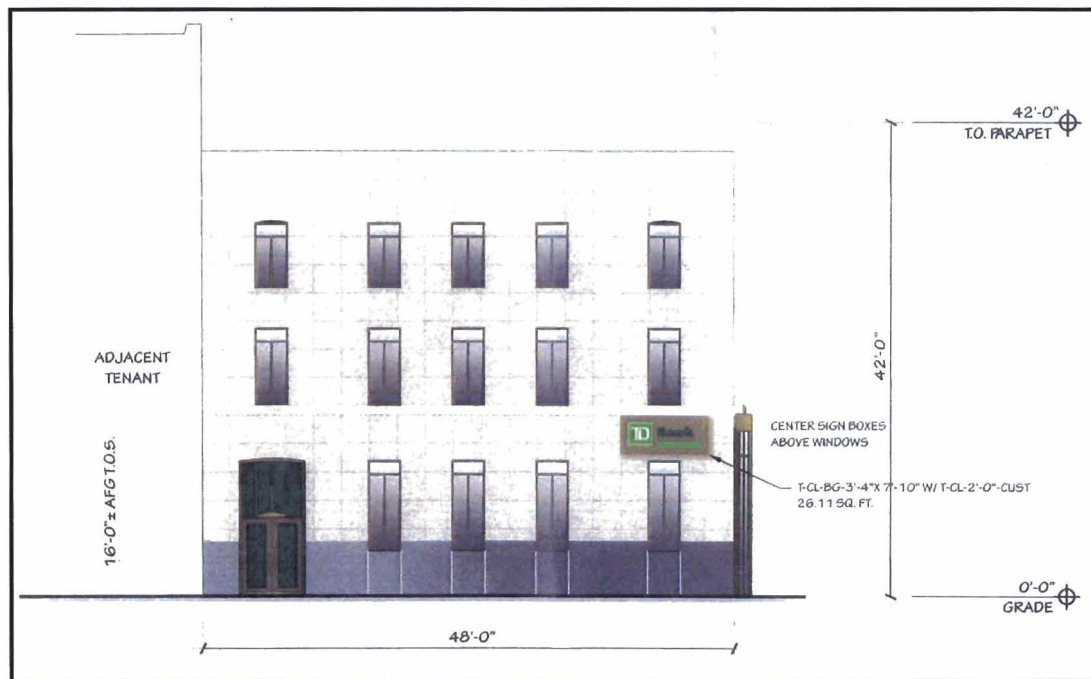 42'-0"
T.O. PARAPET
42'-0"
ADJACENT
TENANT
16'-0"± AFG T.O.S.
TD Bank
CENTER SIGN BOXES
ABOVE WINDOWS
T-CL-BG-3'-4"X 7'-10" W/ T-CL-2'-0"-CUST
26.11 SQ. FT.
0'-0"
GRADE
48'-0"